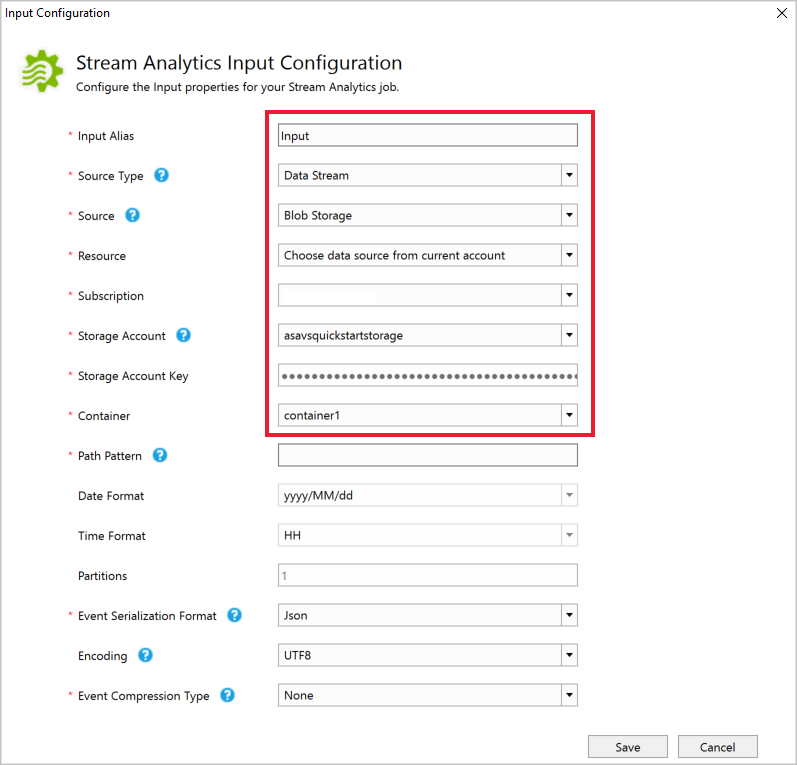 Input Configuration
Stream Analytics Input Configuration
Configure the Input properties for your Stream Analytics job.
* Input Alias Input
* Source Type ? Data Stream
* Source ? Blob Storage
* Resource Choose data source from current account
* Subscription
* Storage Account ? asavsquickstartstorage
* Storage Account Key ●●●●●●●●●●●●●●●●●●●●●●●●●●●●●●●●●●●●●●●●
* Container container1
* Path Pattern ?
Date Format yyyy/MM/dd
Time Format HH
Partitions 1
* Event Serialization Format ? Json
Encoding ? UTF8
* Event Compression Type ? None
Save Cancel